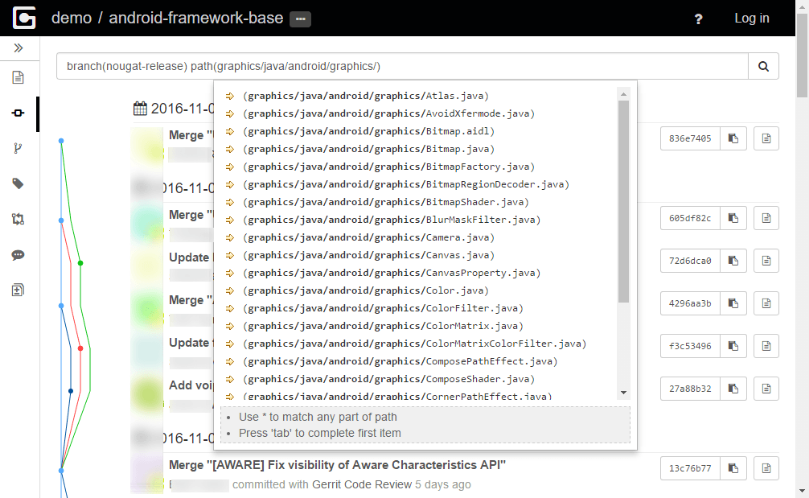 demo / android-framework-base
? Log in
branch(nougat-release) path(graphics/java/android/graphics/)
(graphics/java/android/graphics/Atlas.java)
(graphics/java/android/graphics/AvoidXfermode.java)
(graphics/java/android/graphics/Bitmap.aidl)
(graphics/java/android/graphics/Bitmap.java)
(graphics/java/android/graphics/BitmapFactory.java)
(graphics/java/android/graphics/BitmapRegionDecoder.java)
(graphics/java/android/graphics/BitmapShader.java)
(graphics/java/android/graphics/BlurMaskFilter.java)
(graphics/java/android/graphics/Camera.java)
(graphics/java/android/graphics/Canvas.java)
(graphics/java/android/graphics/CanvasProperty.java)
(graphics/java/android/graphics/Color.java)
(graphics/java/android/graphics/ColorFilter.java)
(graphics/java/android/graphics/ColorMatrix.java)
(graphics/java/android/graphics/ColorMatrixColorFilter.java)
(graphics/java/android/graphics/ComposePathEffect.java)
(graphics/java/android/graphics/ComposeShader.java)
(graphics/java/android/graphics/CornerPathEffect.java)
Use * to match any part of path
Press 'tab' to complete first item
2016-11-0
Merge "
836e7405
016-11-0
Merge "
605df82c
Update
72d6dca0
Merge "
4296aa3b
Update
f3c53496
Add voip
27a88b32
016-11-0
Merge "[AWARE] Fix visibility of Aware Characteristics API"
13c76b77
committed with Gerrit Code Review 5 days ago